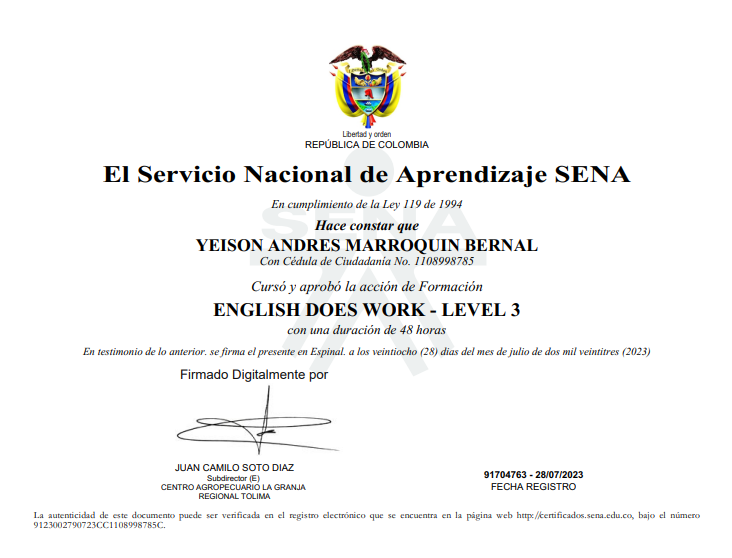 Libertad y orden
REPÚBLICA DE COLOMBIA
El Servicio Nacional de Aprendizaje SENA
En cumplimiento de la Ley 119 de 1994
SENA
Hace constar que
YEISON ANDRES MARROQUIN BERNAL
Con Cédula de Ciudadanía No. 1108998785
Cursó y aprobó la acción de Formación
ENGLISH DOES WORK - LEVEL 3
con una duración de 48 horas
En testimonio de lo anterior. se firma el presente en Espinal. a los veintiocho (28) dias del mes de julio de dos mil veintitres (2023)
Firmado Digitalmente por
JUAN CAMILO SOTO DIAZ
Subdirector (E)
CENTRO AGROPECUARIO LA GRANJA
REGIONAL TOLIMA
91704763 - 28/07/2023
FECHA REGISTRO
La autenticidad de este documento puede ser verificada en el registro electrónico que se encuentra en la página web http://certificados.sena.edu.co, bajo el número
9123002790723CC1108998785C.